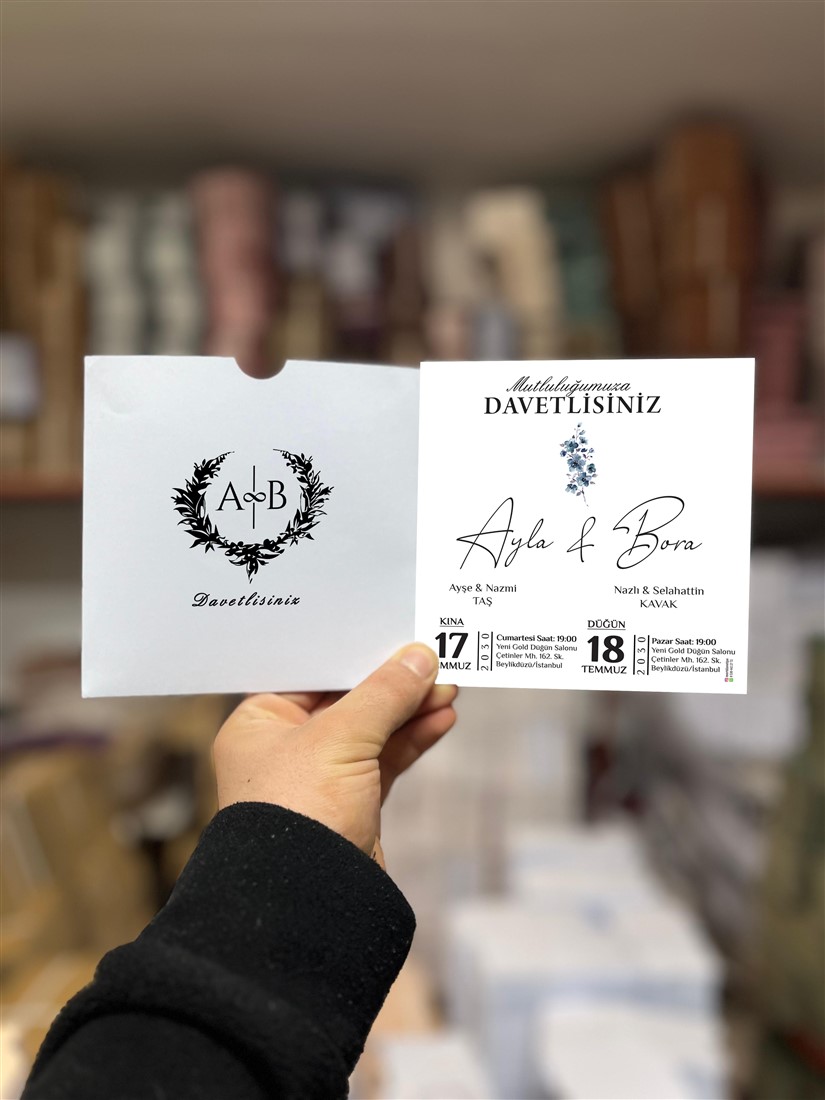 A∞B
Davetlisiniz
Mutluluğumuza
DAVETLİSİNİZ
Ayla & Bora
Ayşe & Nazmi
TAŞ
Nazlı & Selahattin
KAVAK
KINA
17
EMMUZ
2030
Cumartesi Saat: 19:00
Yeni Gold Düğün Salonu
Çetinler Mh. 162. Sk.
Beylikdüzü/İstanbul
DÜĞÜN
18
TEMMUZ
2030
Pazar Saat: 19:00
Yeni Gold Düğün Salonu
Çetinler Mh. 162. Sk.
Beylikdüzü/İstanbul